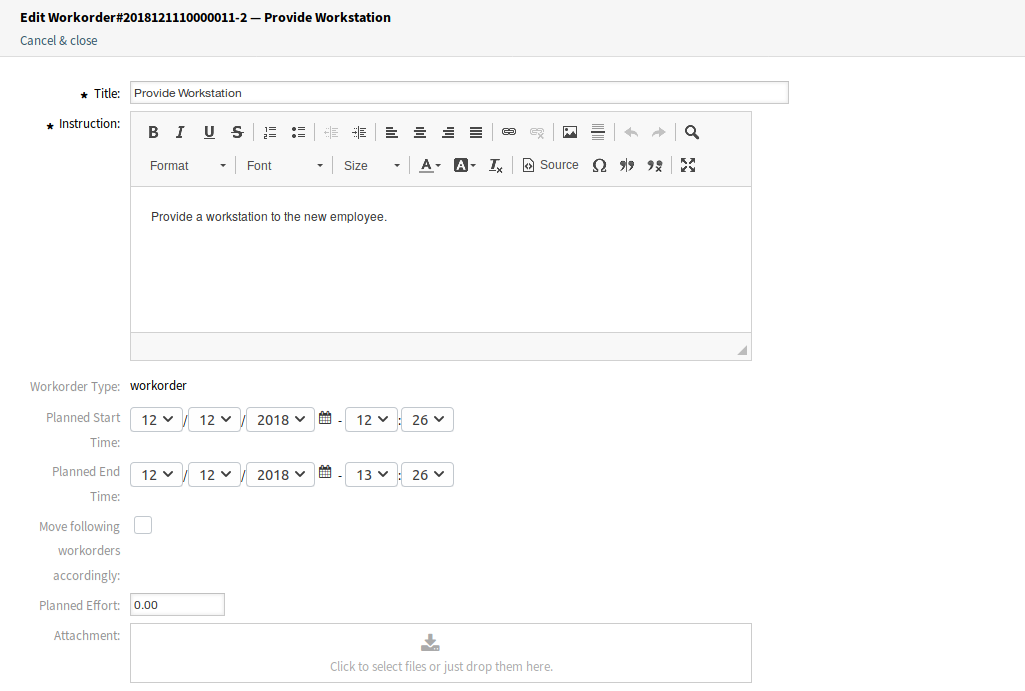 Edit Workorder#2018121110000011-2 — Provide Workstation
Cancel & close
★ Title: Provide Workstation
★ Instruction:
B I U S
Format Font Size A A Ix Source Ω
Provide a workstation to the new employee.
Workorder Type: workorder
Planned Start Time: 12 / 12 / 2018 - 12 : 26
Planned End Time: 12 / 12 / 2018 - 13 : 26
Move following
workorders
accordingly:
Planned Effort: 0.00
Attachment:
Click to select files or just drop them here.